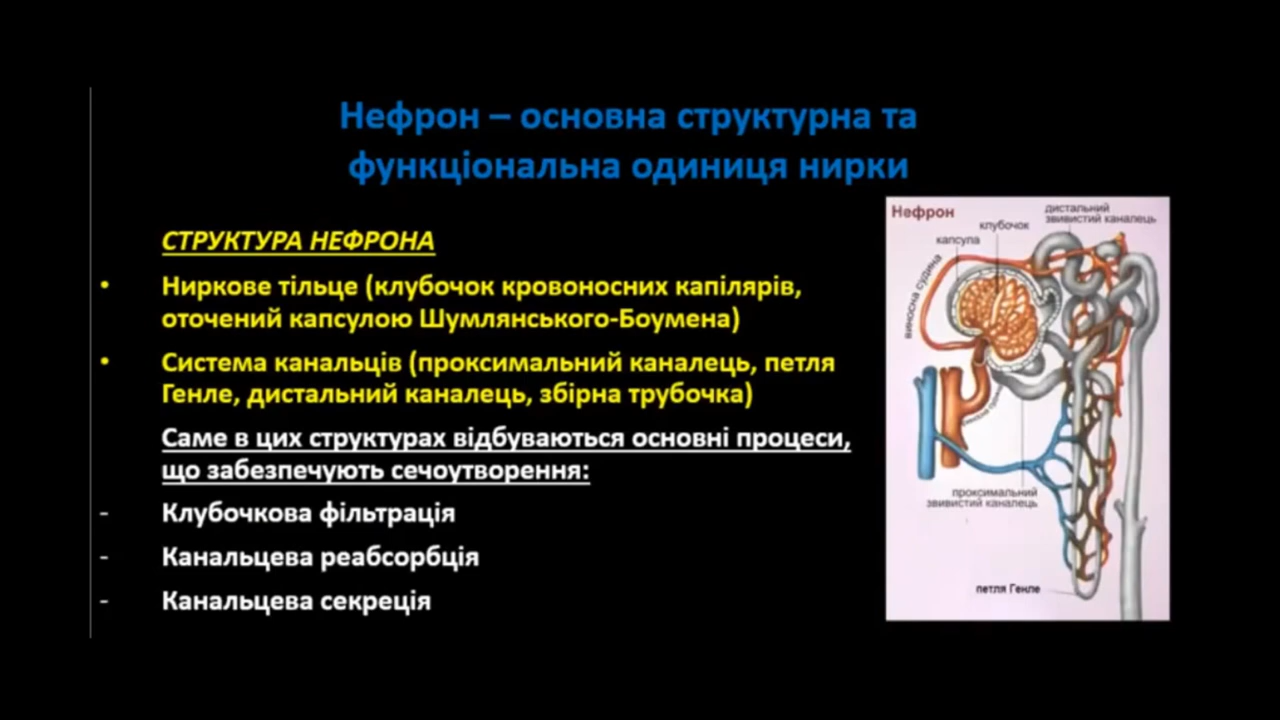 Нефрон – основна структурна та
функціональна одиниця нирки
СТРУКТУРА НЕФРОНА
• Ниркове тільце (клубочок кровоносних капілярів,
оточений капсулою Шумлянського-Боумена)
• Система канальців (проксимальний каналець, петля
Генле, дистальний каналець, збірна трубочка)
Саме в цих структурах відбуваються основні процеси,
що забезпечують сечоутворення:
- Клубочкова фільтрація
- Канальцева реабсорбція
- Канальцева секреція
Нефрон
дистальний
звивистий каналець
клубочок
капсула
виносна судина
проксимальний
звивистий каналець
петля Генле